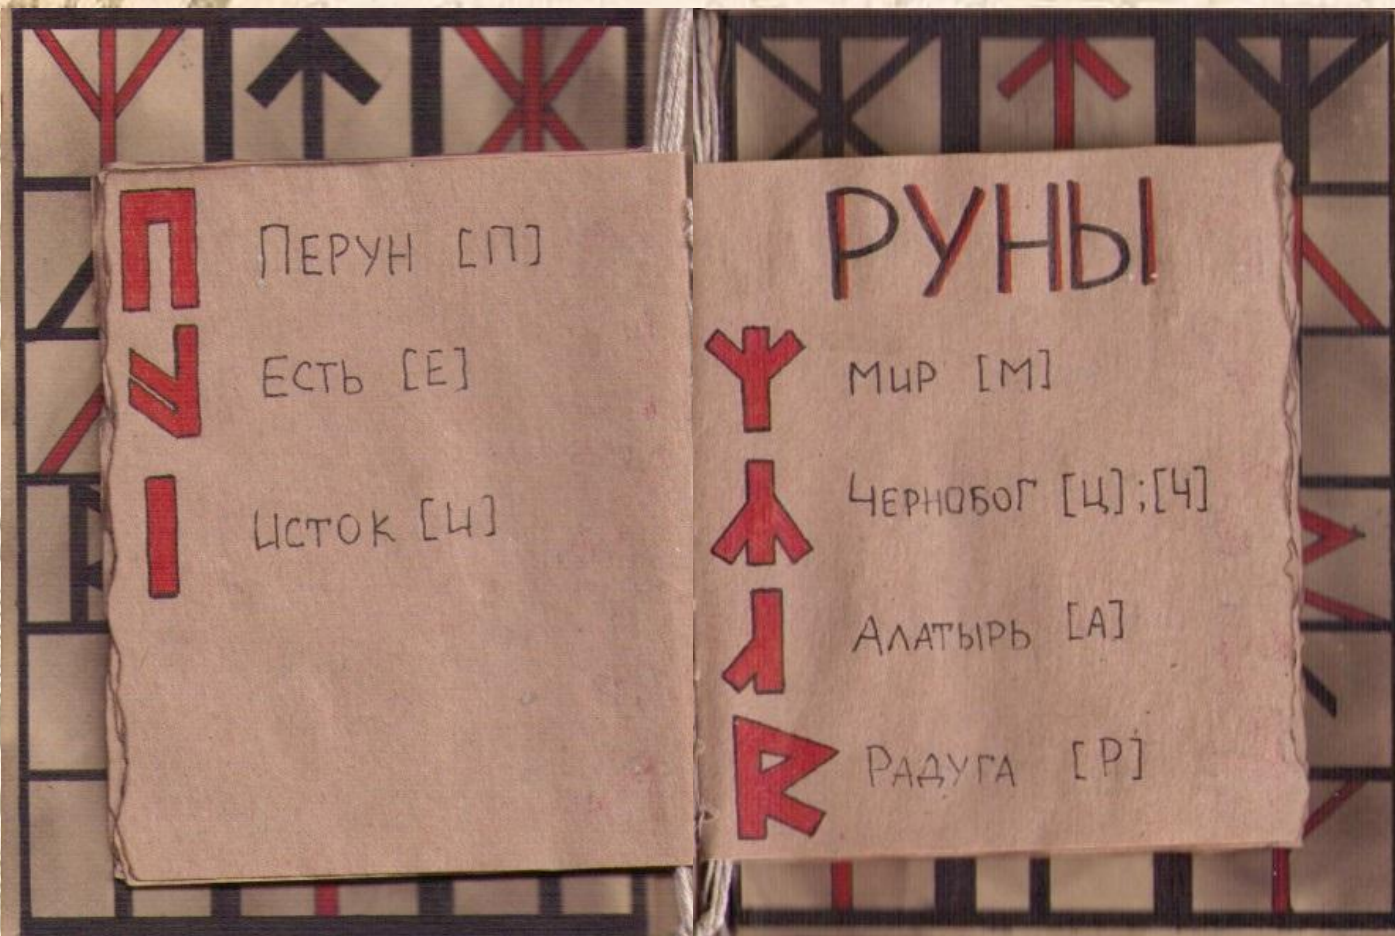 Перун [П]
Есть [Е]
Исток [И]
РУНЫ
Мир [М]
Чернобог [Ц];[Ч]
Алатырь [А]
Радуга [Р]